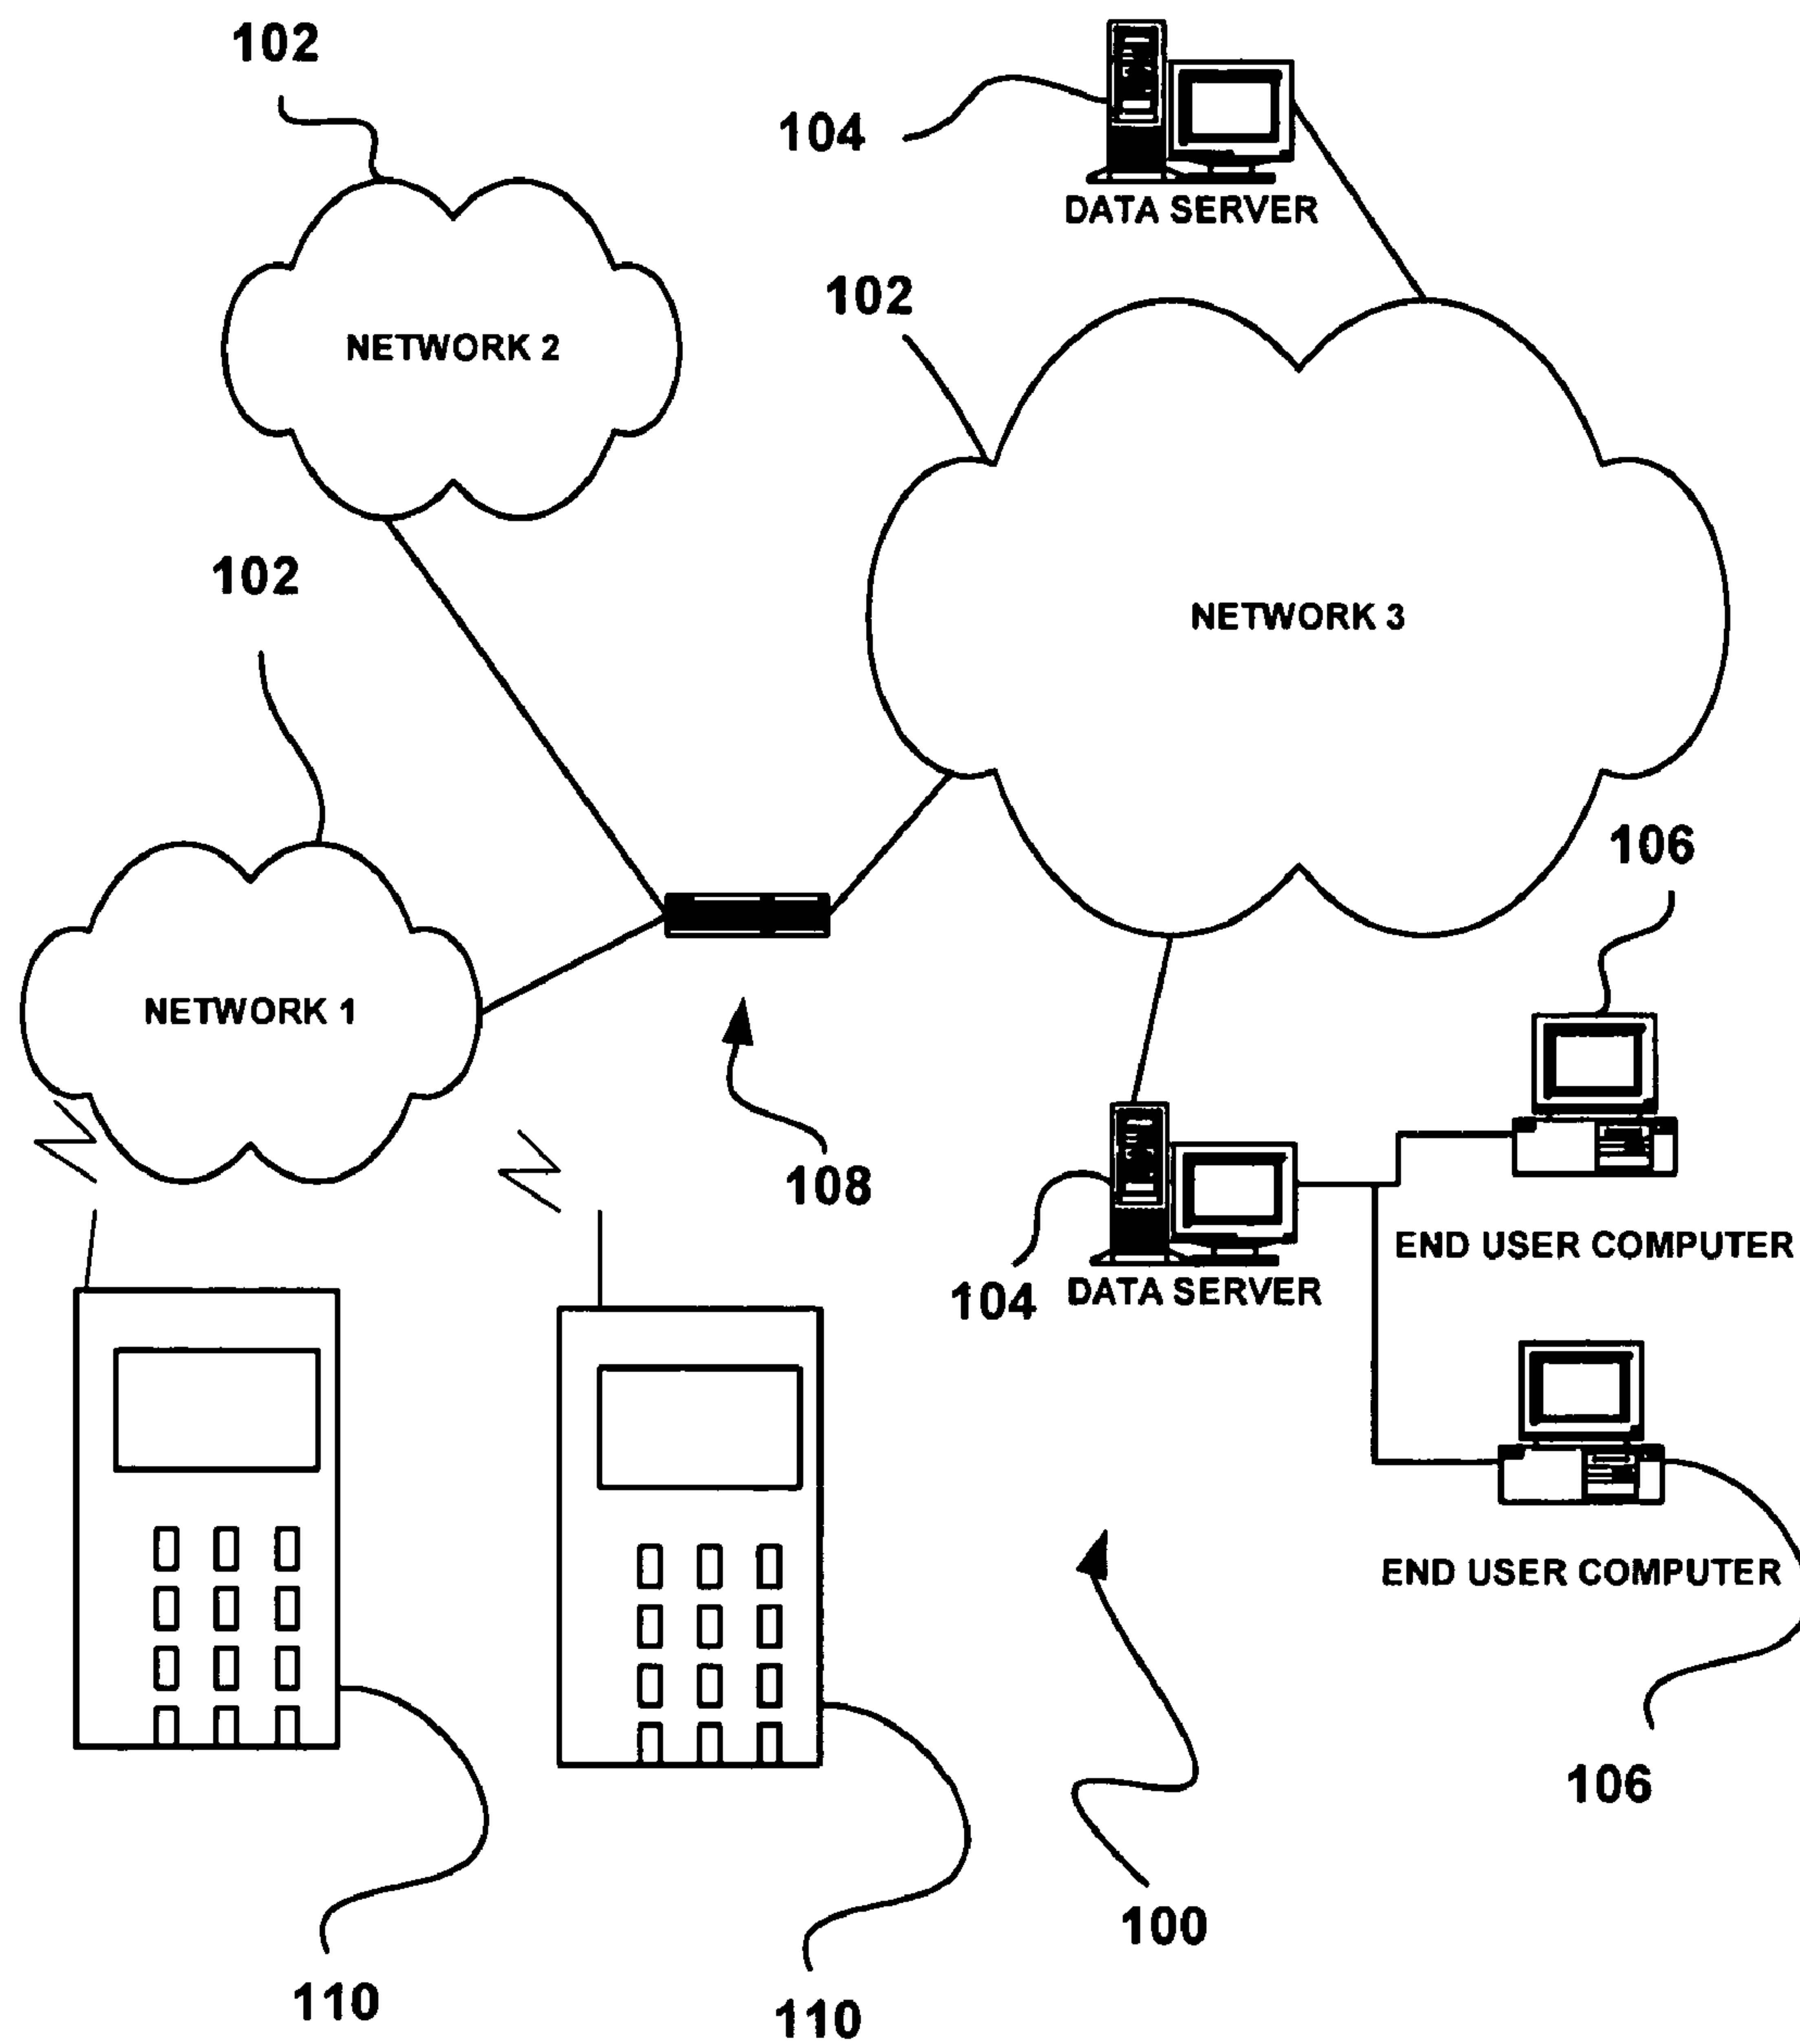 102
104
DATA SERVER
102
NETWORK 2
102
NETWORK 3
106
NETWORK 1
108
END USER COMPUTER
104
DATA SERVER
END USER COMPUTER
106
100
110
110